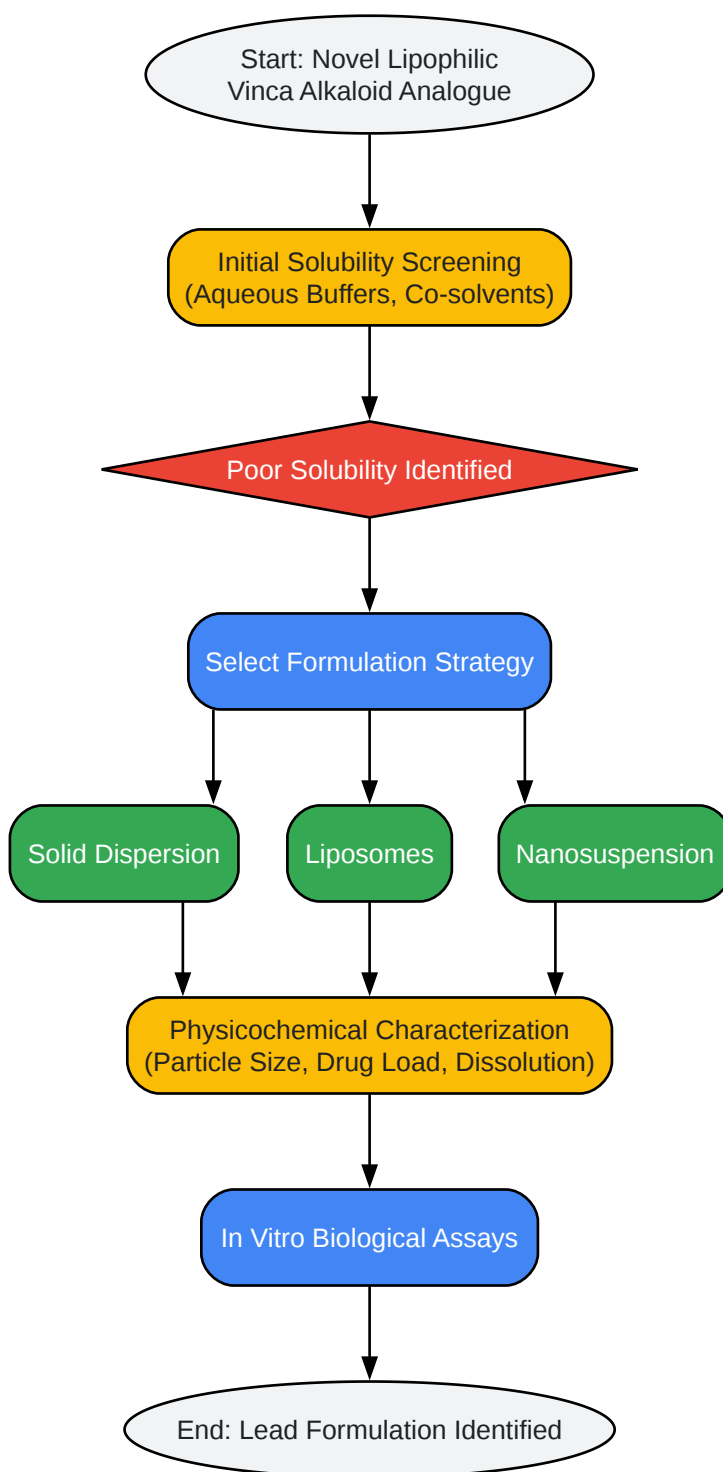 Start: Novel Lipophilic
Vinca Alkaloid Analogue
Initial Solubility Screening
(Aqueous Buffers, Co-solvents)
Poor Solubility Identified
Select Formulation Strategy
Solid Dispersion
Liposomes
Nanosuspension
Physicochemical Characterization
(Particle Size, Drug Load, Dissolution)
In Vitro Biological Assays
End: Lead Formulation Identified